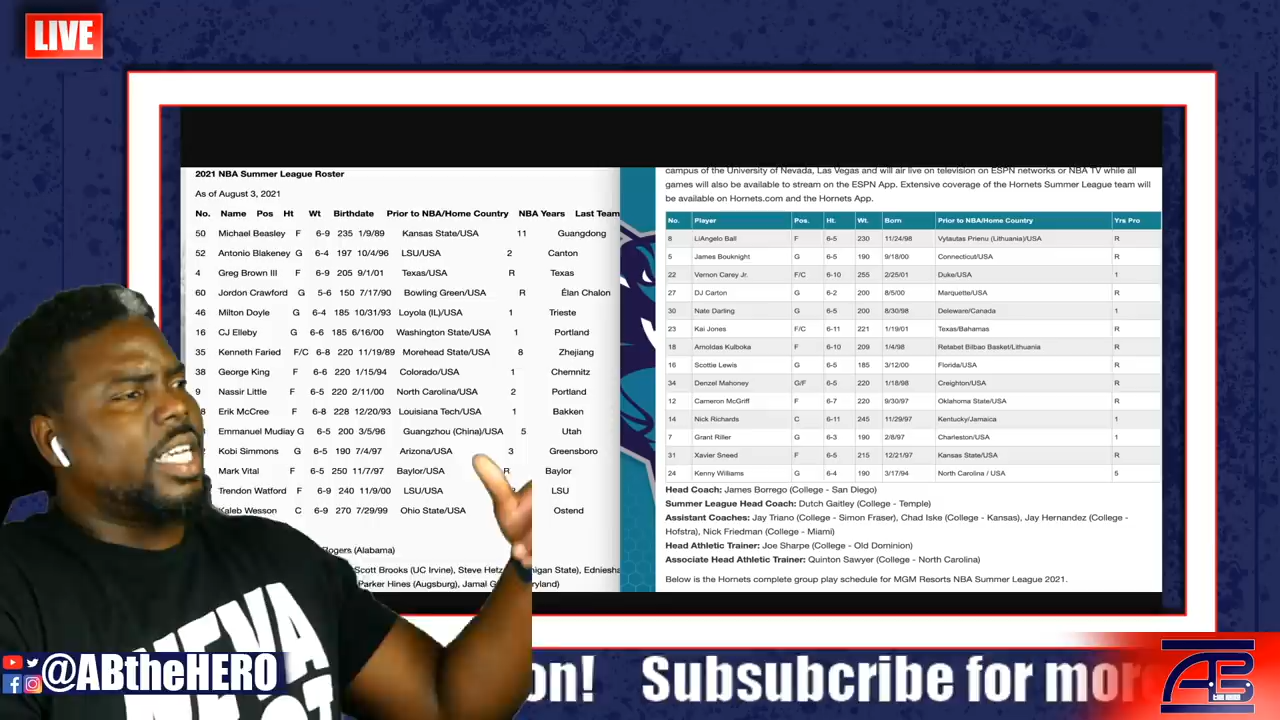 LIVE
2021 NBA Summer League Roster
As of August 3, 2021
No. Name Pos Ht Wt Birthdate Prior to NBA/Home Country NBA Years Last Team
50 Michael Beasley F 6-9 235 1/9/89 Kansas State/USA 11 Guangdong
52 Antonio Blakeney G 6-4 197 10/4/96 LSU/USA 2 Canton
4 Greg Brown III F 6-9 205 9/1/01 Texas/USA R Texas
60 Jordon Crawford G 5-6 150 7/17/90 Bowling Green/USA R Élan Chalon
46 Milton Doyle G 6-4 185 10/31/93 Loyola (IL)/USA 1 Trieste
16 CJ Elleby G 6-6 185 6/16/00 Washington State/USA 1 Portland
35 Kenneth Faried F/C 6-8 220 11/19/89 Morehead State/USA 8 Zhejiang
38 George King F 6-6 220 1/15/94 Colorado/USA 1 Chemnitz
9 Nassir Little F 6-5 220 2/11/00 North Carolina/USA 2 Portland
8 Erik McCree F 6-8 228 12/20/93 Louisiana Tech/USA 1 Bakken
Emmanuel Mudiay G 6-5 200 3/5/96 Guangzhou (China)/USA 5 Utah
Kobi Simmons G 6-5 190 7/4/97 Arizona/USA 3 Greensboro
Mark Vital F 6-5 250 11/7/97 Baylor/USA R Baylor
Trendon Watford F 6-9 240 11/9/00 LSU/USA LSU
Kaleb Wesson C 6-9 270 7/29/99 Ohio State/USA Ostend
Rogers (Alabama)
Scott Brooks (UC Irvine), Steve Hetz igan State), Edniesha
Parker Hines (Augsburg), Jamal G ryland)
campus of the University of Nevada, Las Vegas and will air live on television on ESPN networks or NBA TV while all
games will also be available to stream on the ESPN App. Extensive coverage of the Hornets Summer League team will
be available on Hornets.com and the Hornets App.
No. Player Pos. Ht. Wt. Born Prior to NBA/Home Country Yrs Pro
8 LiAngelo Ball F 6-5 230 11/24/98 Vytautas Prienu (Lithuania)/USA R
5 James Bouknight G 6-5 190 9/18/00 Connecticut/USA R
22 Vernon Carey Jr. F/C 6-10 255 2/25/01 Duke/USA 1
27 DJ Carton G 6-2 200 8/5/00 Marquette/USA R
30 Nate Darling G 6-5 200 8/30/98 Deleware/Canada 1
23 Kai Jones F/C 6-11 221 1/19/01 Texas/Bahamas R
18 Arnoldas Kulboka F 6-10 209 1/4/98 Retabet Bilbao Basket/Lithuania R
16 Scottie Lewis G 6-5 185 3/12/00 Florida/USA R
34 Denzel Mahoney G/F 6-5 220 1/18/98 Creighton/USA R
12 Cameron McGriff F 6-7 220 9/30/97 Oklahoma State/USA R
14 Nick Richards C 6-11 245 11/29/97 Kentucky/Jamaica 1
7 Grant Riller G 6-3 190 2/8/97 Charleston/USA 1
31 Xavier Sneed F 6-5 215 12/21/97 Kansas State/USA R
24 Kenny Williams G 6-4 190 3/17/94 North Carolina / USA 5
Head Coach: James Borrego (College - San Diego)
Summer League Head Coach: Dutch Gaitley (College - Temple)
Assistant Coaches: Jay Triano (College - Simon Fraser), Chad Iske (College - Kansas), Jay Hernandez (College -
Hofstra), Nick Friedman (College - Miami)
Head Athletic Trainer: Joe Sharpe (College - Old Dominion)
Associate Head Athletic Trainer: Quinton Sawyer (College - North Carolina)
Below is the Hornets complete group play schedule for MGM Resorts NBA Summer League 2021.
@ABtheHERO
on! Subsubcribe for mor
AB